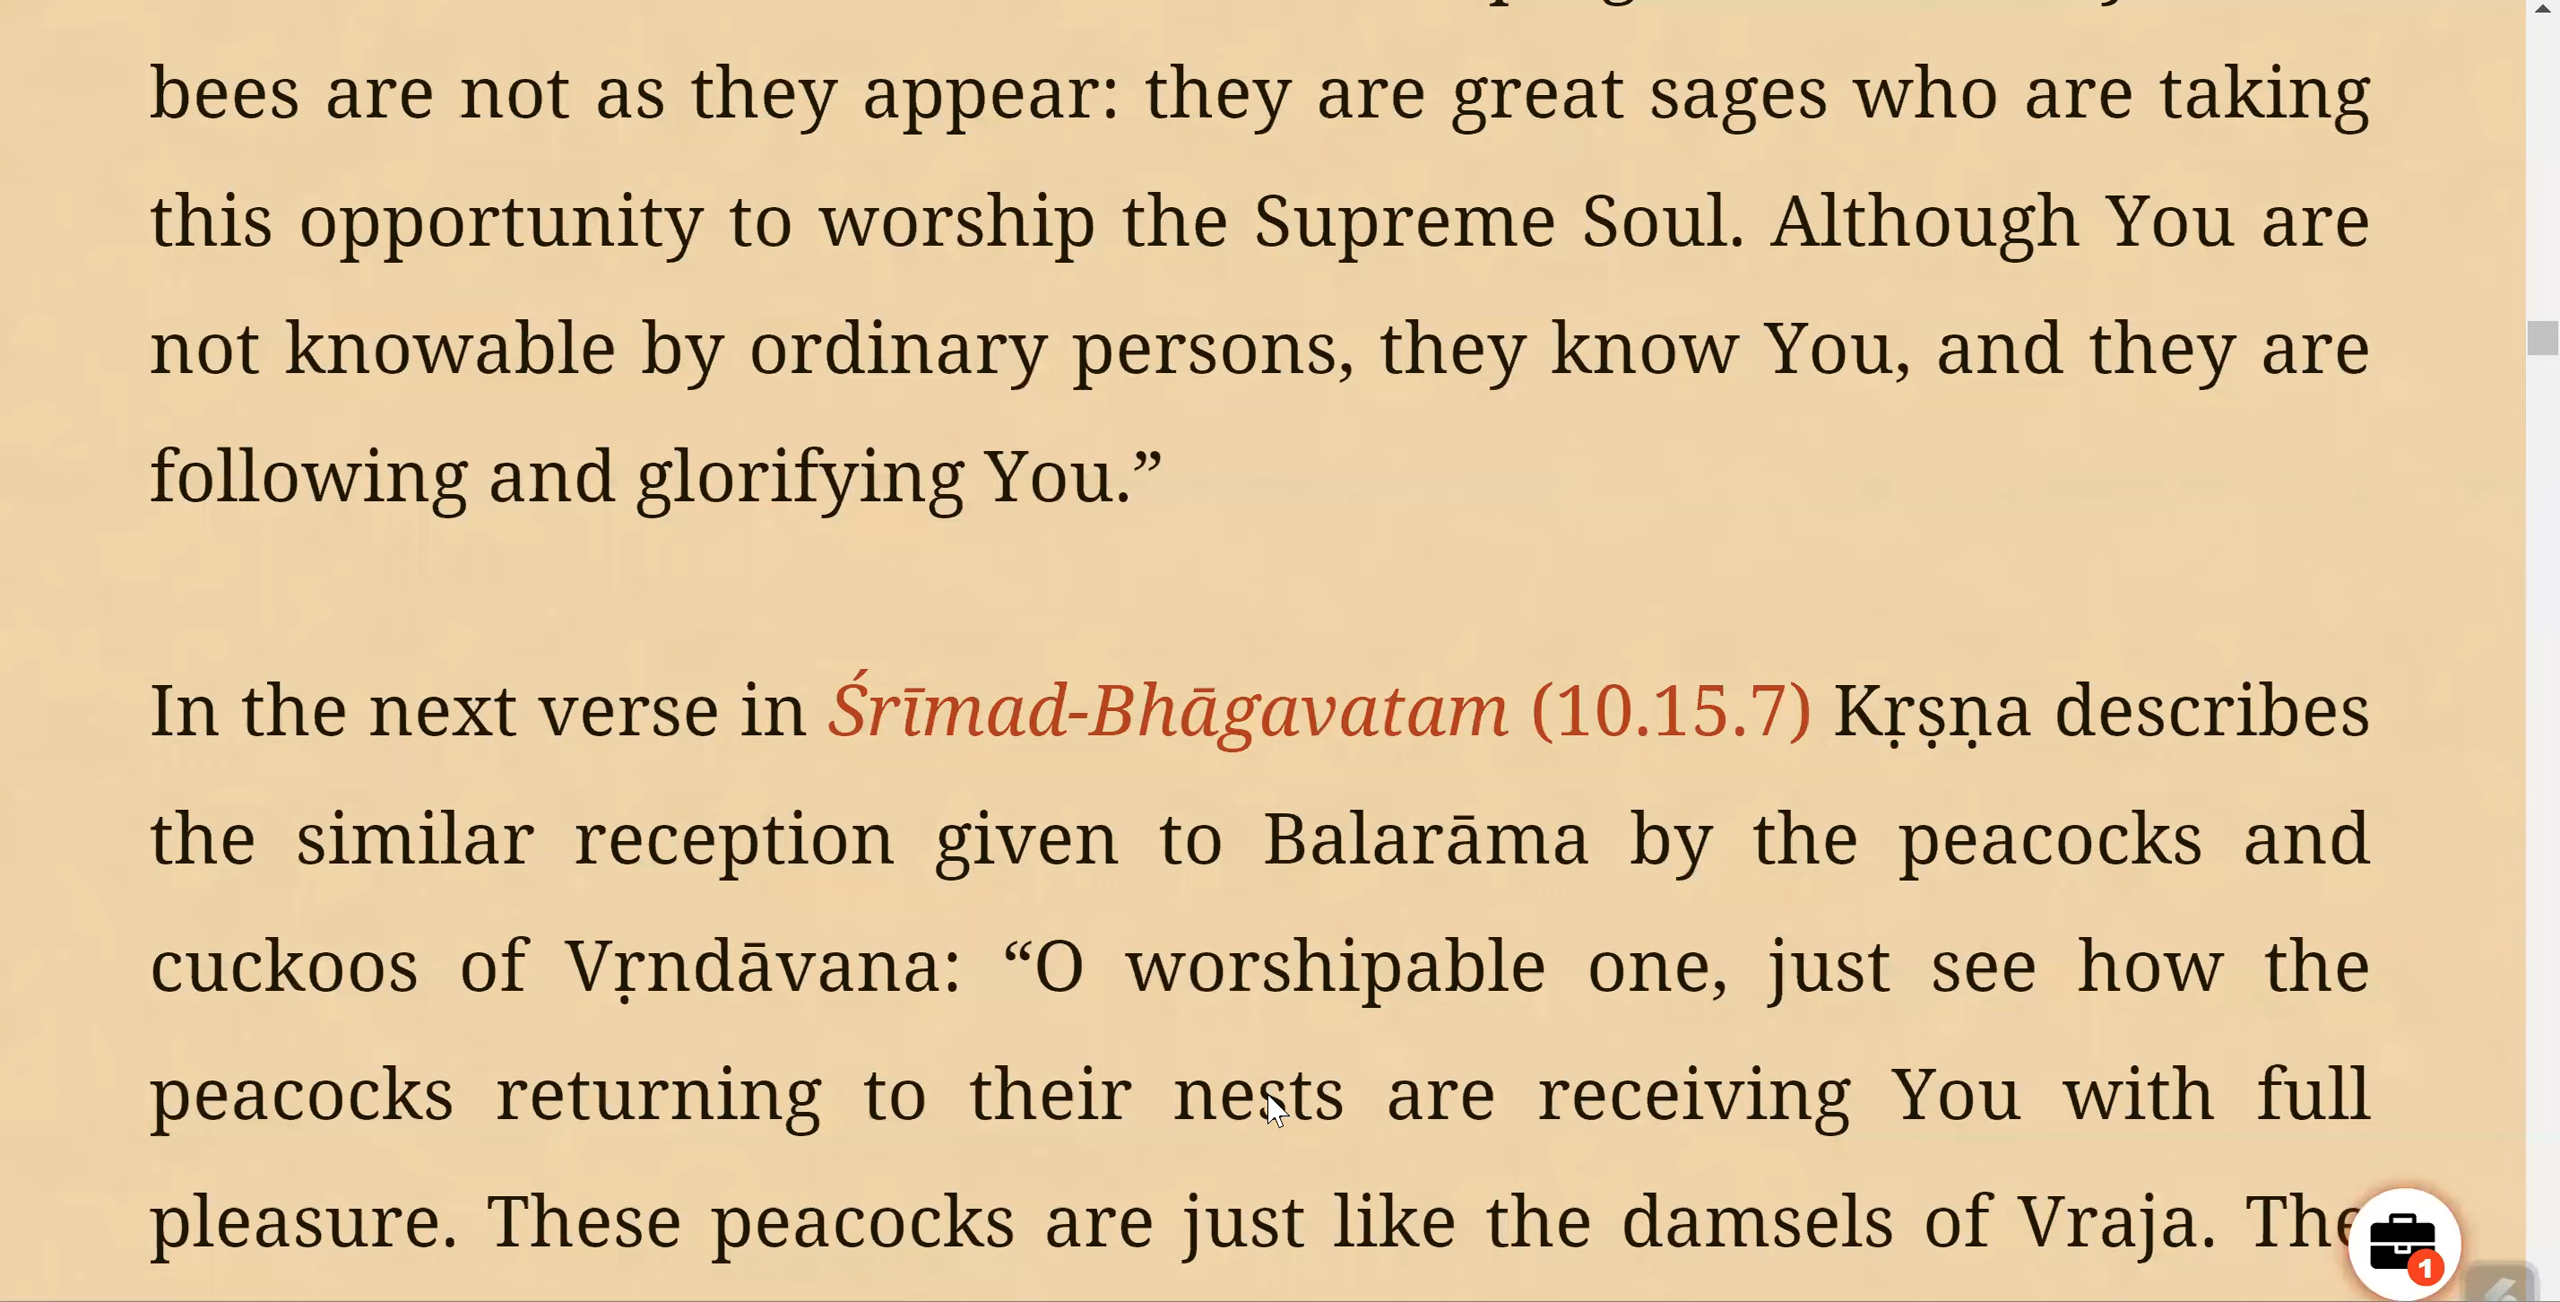 bees are not as they appear: they are great sages who are taking
this opportunity to worship the Supreme Soul. Although You are
not knowable by ordinary persons, they know You, and they are
following and glorifying You.”
In the next verse in Śrīmad-Bhāgavatam (10.15.7) Kṛṣṇa describes
the similar reception given to Balarāma by the peacocks and
cuckoos of Vṛndāvana: “O worshipable one, just see how the
peacocks returning to their nests are receiving You with full
pleasure. These peacocks are just like the damsels of Vraja. The
1